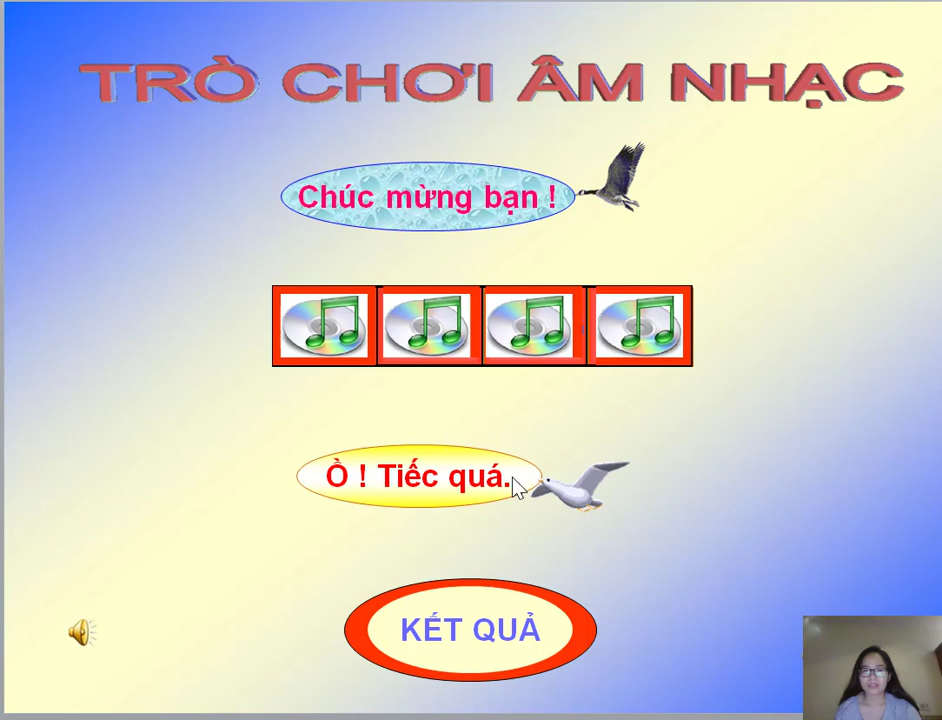 TRÒ CHƠI ÂM NHẠC
Chúc mừng bạn !
Ồ ! Tiếc quá.
KẾT QUẢ